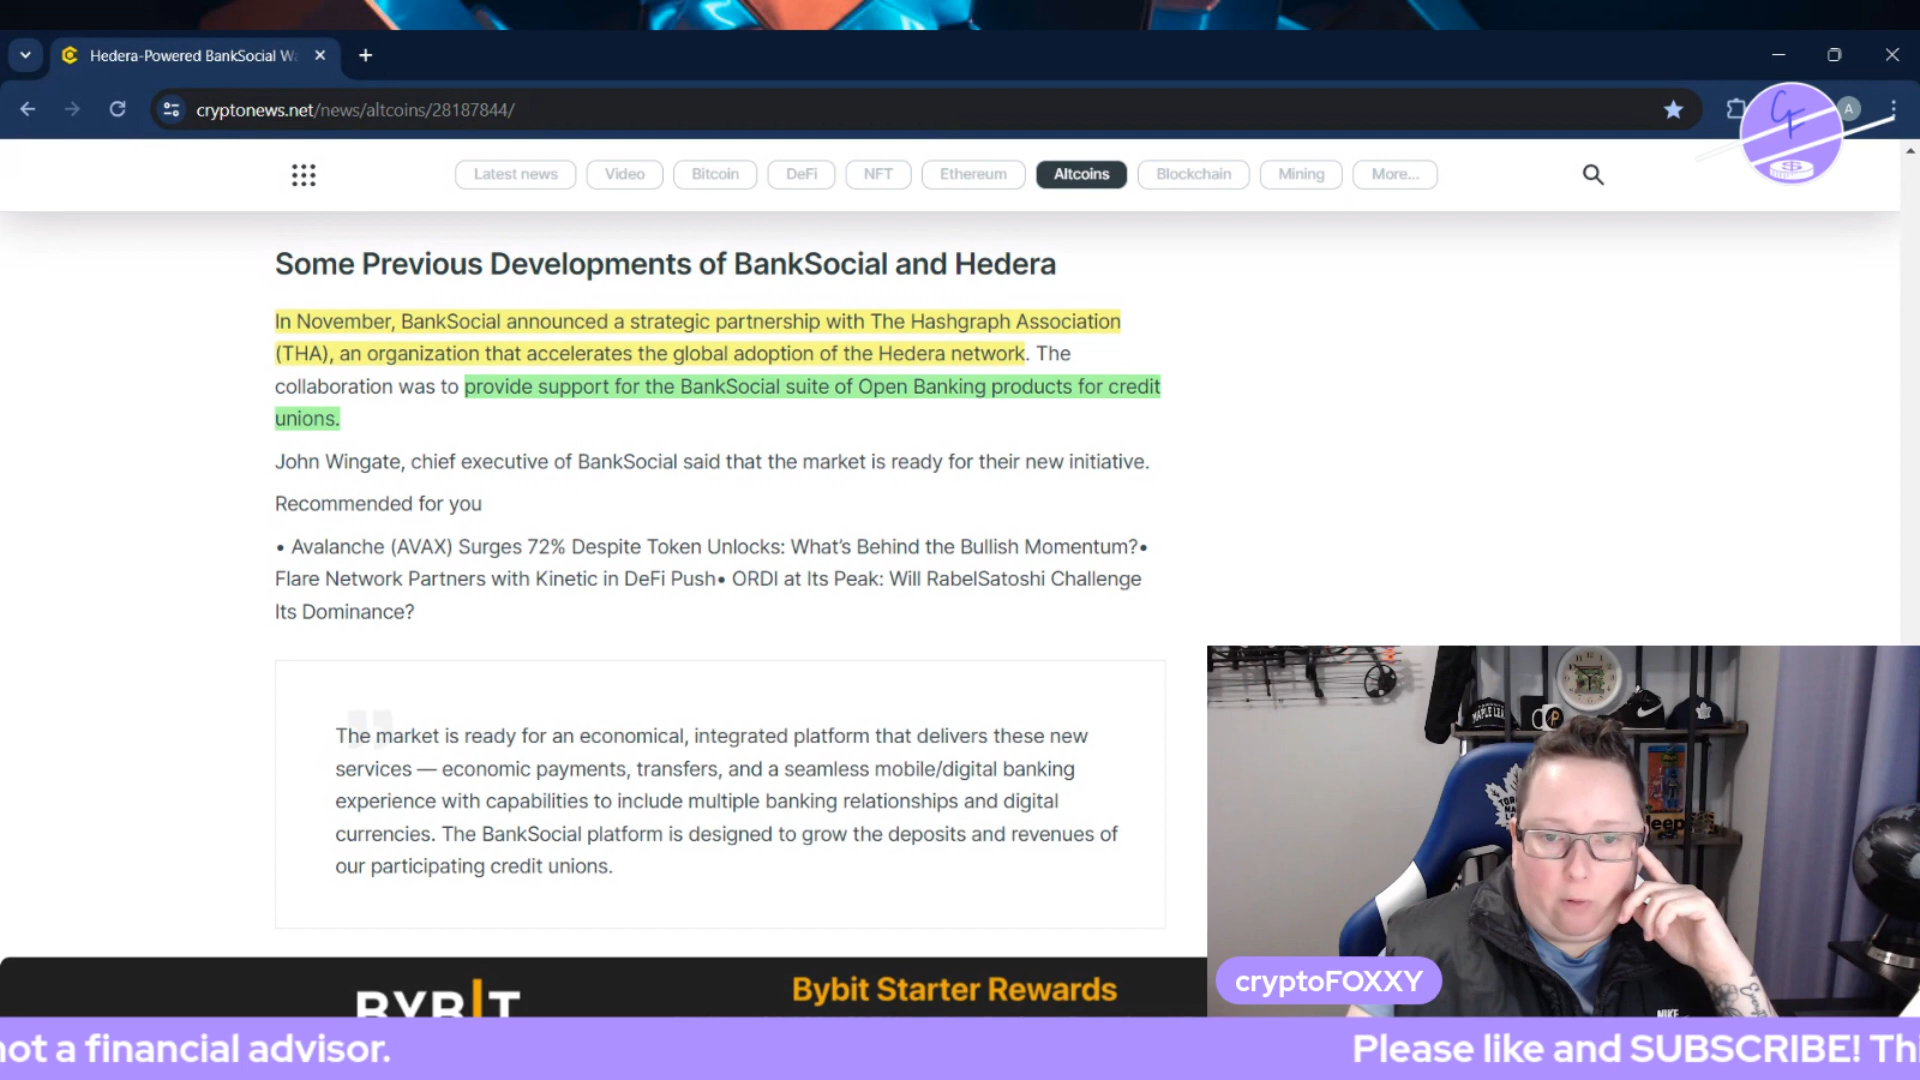 Hedera-Powered BankSocial Wa
cryptonews.net/news/altcoins/28187844/
A
Latest news
Video
Bitcoin
DeFi
NFT
Ethereum
Altcoins
Blockchain
Mining
More...
Some Previous Developments of BankSocial and Hedera
In November, BankSocial announced a strategic partnership with The Hashgraph Association
(THA), an organization that accelerates the global adoption of the Hedera network. The
collaboration was to provide support for the BankSocial suite of Open Banking products for credit
unions.
John Wingate, chief executive of BankSocial said that the market is ready for their new initiative.
Recommended for you
• Avalanche (AVAX) Surges 72% Despite Token Unlocks: What’s Behind the Bullish Momentum?•
Flare Network Partners with Kinetic in DeFi Push• ORDI at Its Peak: Will RabelSatoshi Challenge
Its Dominance?
The market is ready for an economical, integrated platform that delivers these new
services — economic payments, transfers, and a seamless mobile/digital banking
experience with capabilities to include multiple banking relationships and digital
currencies. The BankSocial platform is designed to grow the deposits and revenues of
our participating credit unions.
BYBIT
Bybit Starter Rewards
cryptoFOXXY
NIKE
not a financial advisor.
Please like and SUBSCRIBE! Thi